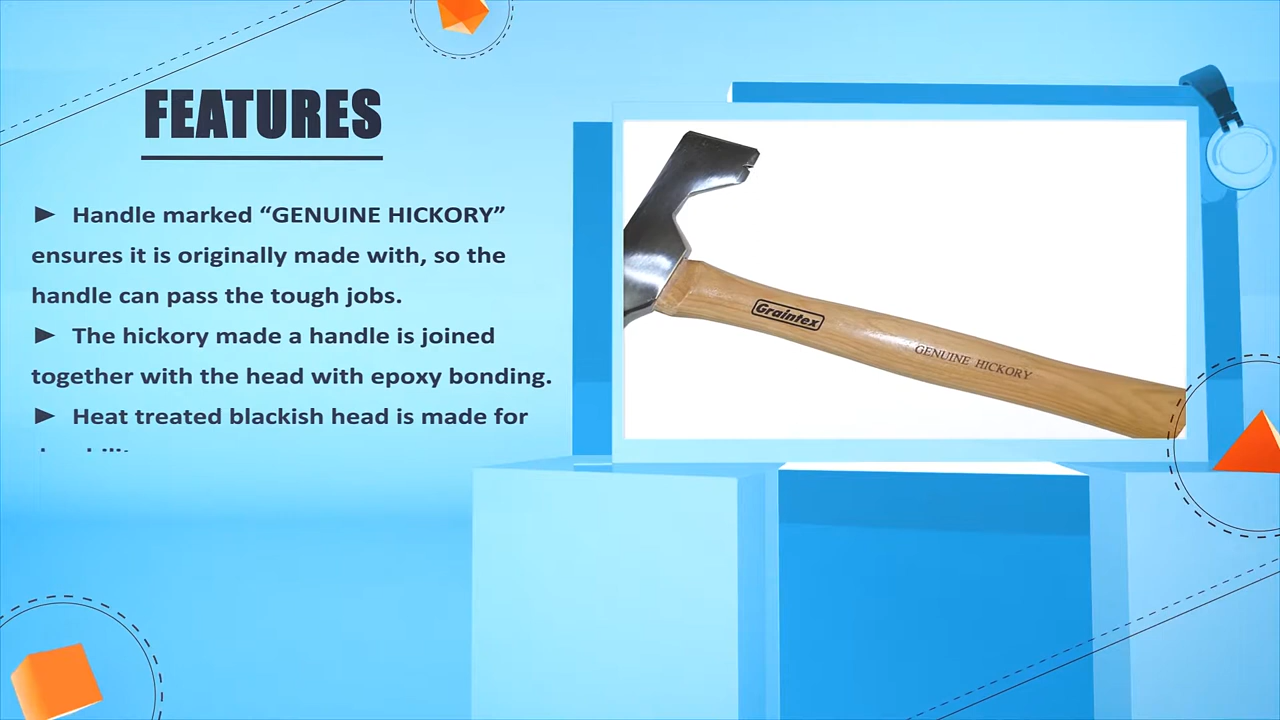 FEATURES
► Handle marked “GENUINE HICKORY”
ensures it is originally made with, so the
handle can pass the tough jobs.
► The hickory made a handle is joined
together with the head with epoxy bonding.
► Heat treated blackish head is made for
Graintex
GENUINE HICKORY